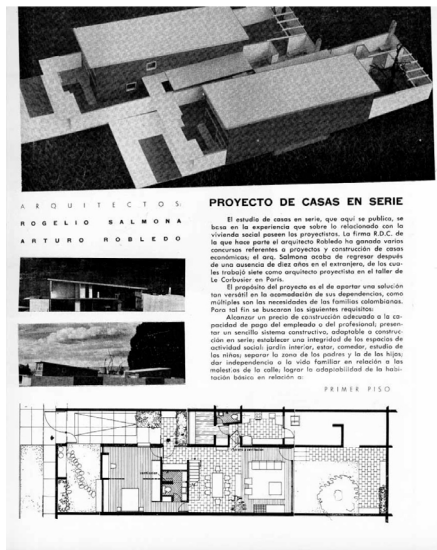 ARQUITECTOS:
ROGELIO SALMONA
ARTURO ROBLEDO
PROYECTO DE CASAS EN SERIE
El estudio de casas en serie, que aquí se publica, se
basa en la experiencia que sobre lo relacionado con la
vivienda social poseen los proyectistas. La firma R.D.C. de
la que hace parte el arquitecto Robledo ha ganado varios
concursos referentes a proyectos y construcción de casas
económicas; el arq. Salmona acaba de regresar después
de una ausencia de diez años en el extranjero, de los cua-
les trabajó siete como arquitecto proyectista en el taller de
Le Corbusier en París.
El propósito del proyecto es el de aportar una solución
tan versátil en la acomodación de sus dependencias, como
múltiples son las necesidades de las familias colombianas.
Para tal fin se buscaron los siguientes requisitos:
Alcanzar un precio de construcción adecuado a la ca-
pacidad de pago del empleado o del profesional; presen-
tar un sencillo sistema constructivo, adaptable a construc-
ción en serie; establecer una integridad de los espacios de
actividad social: jardín interior, estar, comedor, estudio de
los niños; separar la zona de los padres y la de los hijos;
dar independencia a la vida familiar en relación a las
molestias de la calle; lograr la adaptabilidad de la habi-
tación básica en relación a:
PRIMER PISO